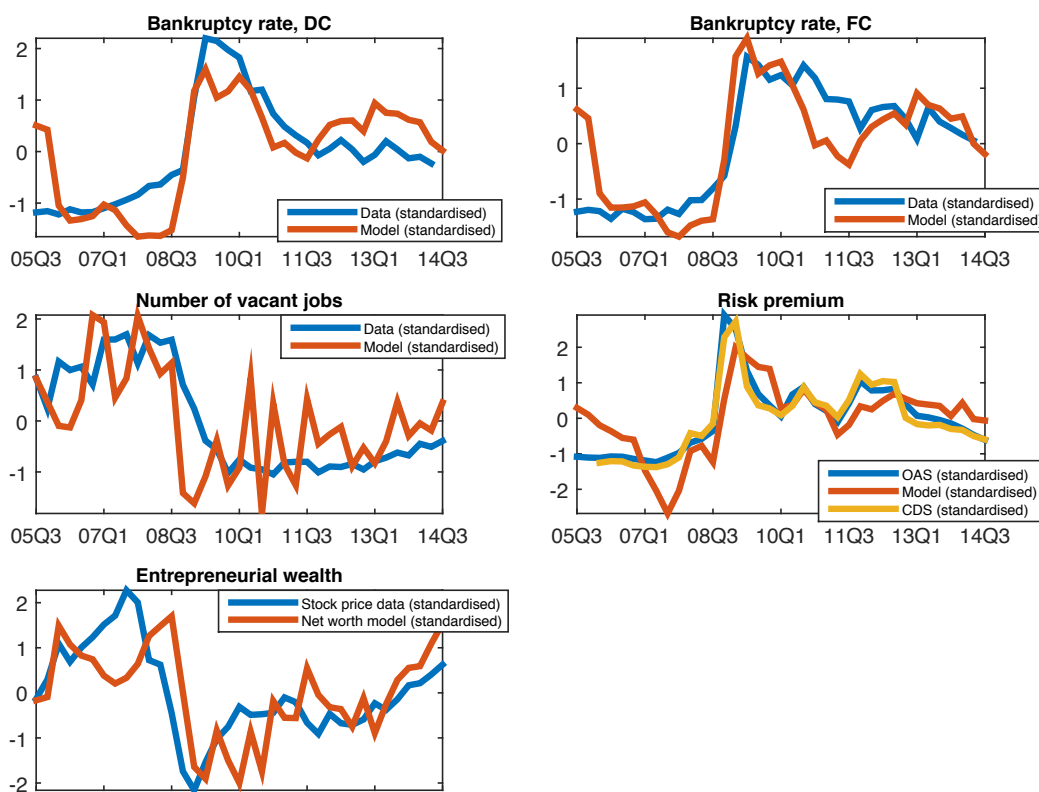 Bankruptcy rate, DC
2
1
0
-1
Data (standardised)
Model (standardised)
05Q3 07Q1 08Q3 10Q1 11Q3 13Q1 14Q3
Bankruptcy rate, FC
1
0
-1
Data (standardised)
Model (standardised)
05Q3 07Q1 08Q3 10Q1 11Q3 13Q1 14Q3
Number of vacant jobs
2
1
0
-1
Data (standardised)
Model (standardised)
05Q3 07Q1 08Q3 10Q1 11Q3 13Q1 14Q3
Risk premium
2
1
0
-1
-2
OAS (standardised)
Model (standardised)
CDS (standardised)
05Q3 07Q1 08Q3 10Q1 11Q3 13Q1 14Q3
Entrepreneurial wealth
2
1
0
-1
-2
Stock price data (standardised)
Net worth model (standardised)